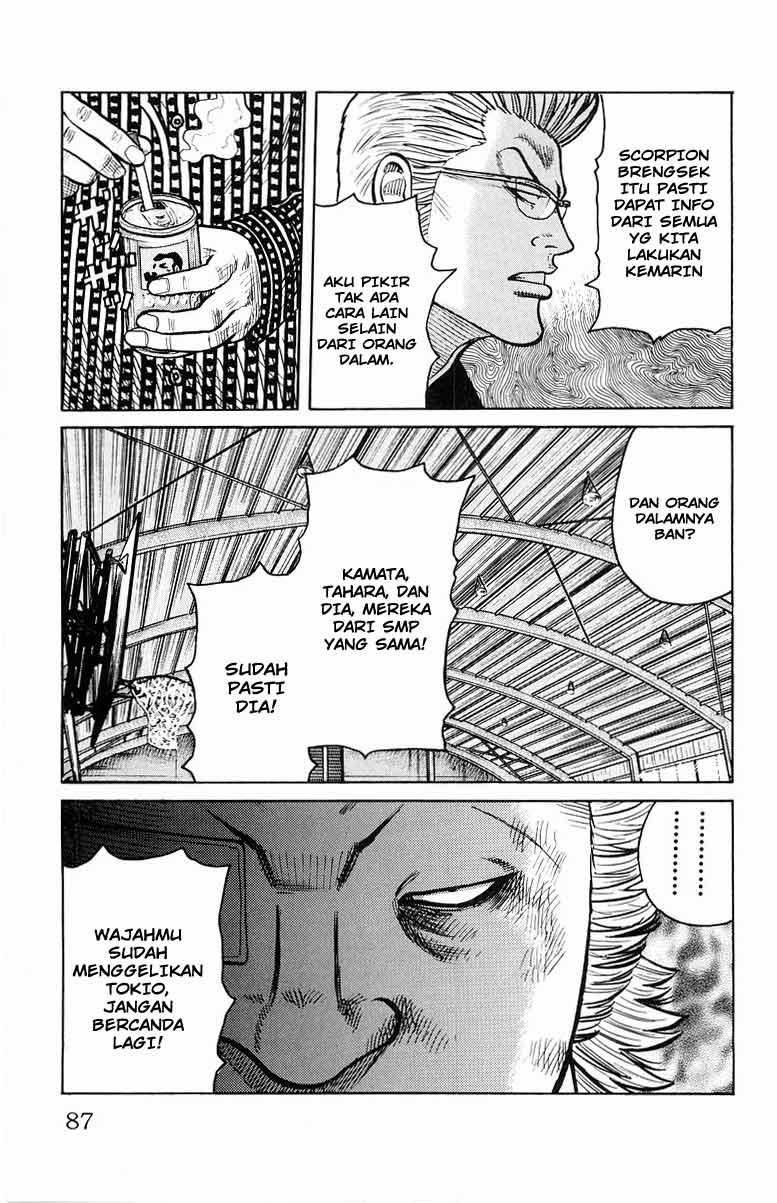 SCORPION
BRENGSEK
ITU PASTI
DAPAT INFO
DARI SEMUA
YG KITA
LAKUKAN
KEMARIN
AKU PIKIR
TAK ADA
CARA LAIN
SELAIN
DARI ORANG
DALAM.
DAN ORANG
DALAMNYA
BAN?
KAMATA,
TAHARA, DAN
DIA, MEREKA
DARI SMP
YANG SAMA!
SUDAH
PASTI
DIA!
.........
WAJAHMU
SUDAH
MENGGELIKAN
TOKIO,
JANGAN
BERCANDA
LAGI!
87